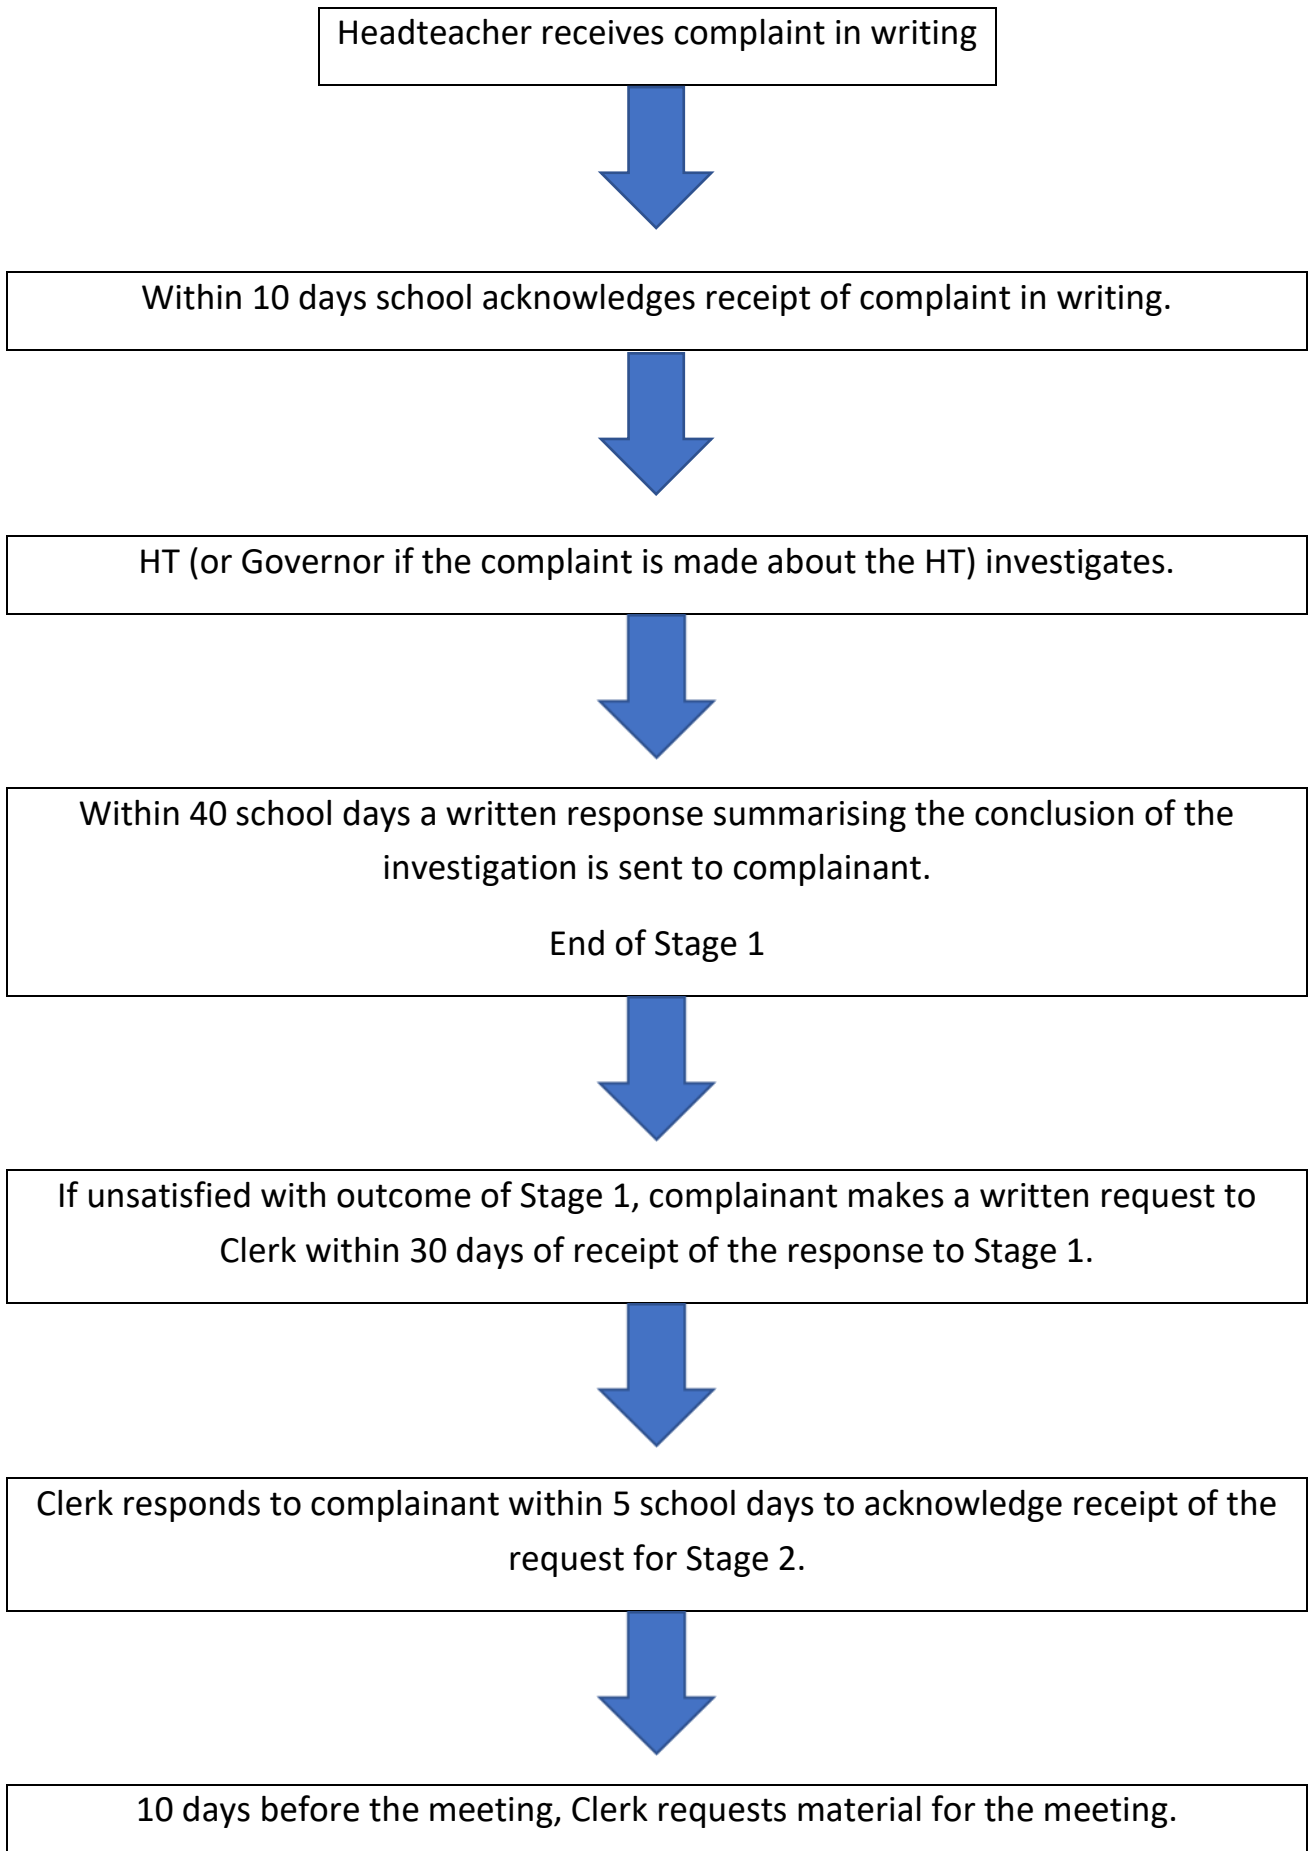 Headteacher receives complaint in writing
Within 10 days school acknowledges receipt of complaint in writing.
HT (or Governor if the complaint is made about the HT) investigates.
Within 40 school days a written response summarising the conclusion of the
investigation is sent to complainant.
End of Stage 1
If unsatisfied with outcome of Stage 1, complainant makes a written request to
Clerk within 30 days of receipt of the response to Stage 1.
Clerk responds to complainant within 5 school days to acknowledge receipt of the
request for Stage 2.
10 days before the meeting, Clerk requests material for the meeting.